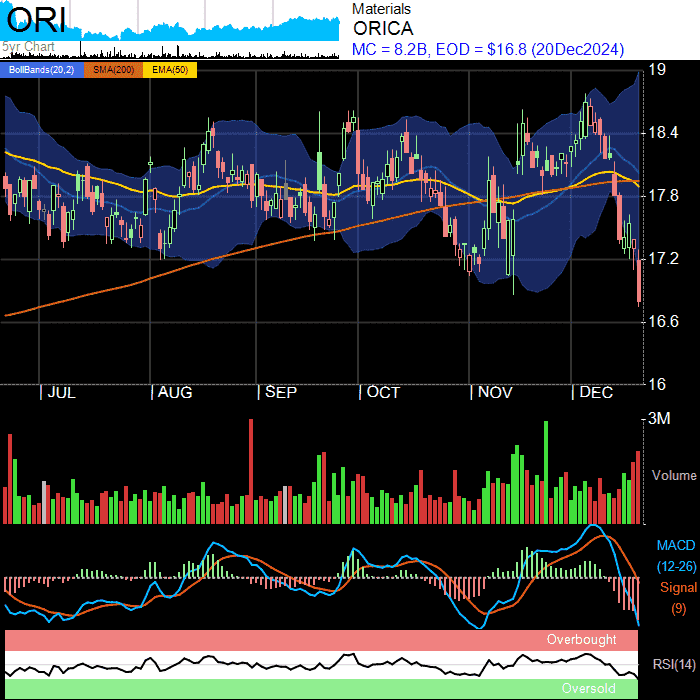 ORI
5yr Chart
Materials
ORICA
MC = 8.2B, EOD = $16.8 (20Dec2024)
BollBands(20,2) SMA(200) EMA(50)
19
18.4
17.8
17.2
16.6
16
JUL AUG SEP OCT NOV DEC
3M
Volume
MACD
(12-26)
Signal
(9)
Overbought
RSI(14)
Oversold